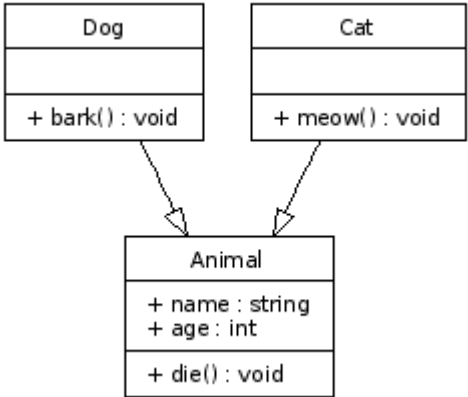 Dog
Cat
+ bark() : void
+ meow() : void
Animal
+ name : string
+ age : int
+ die() : void